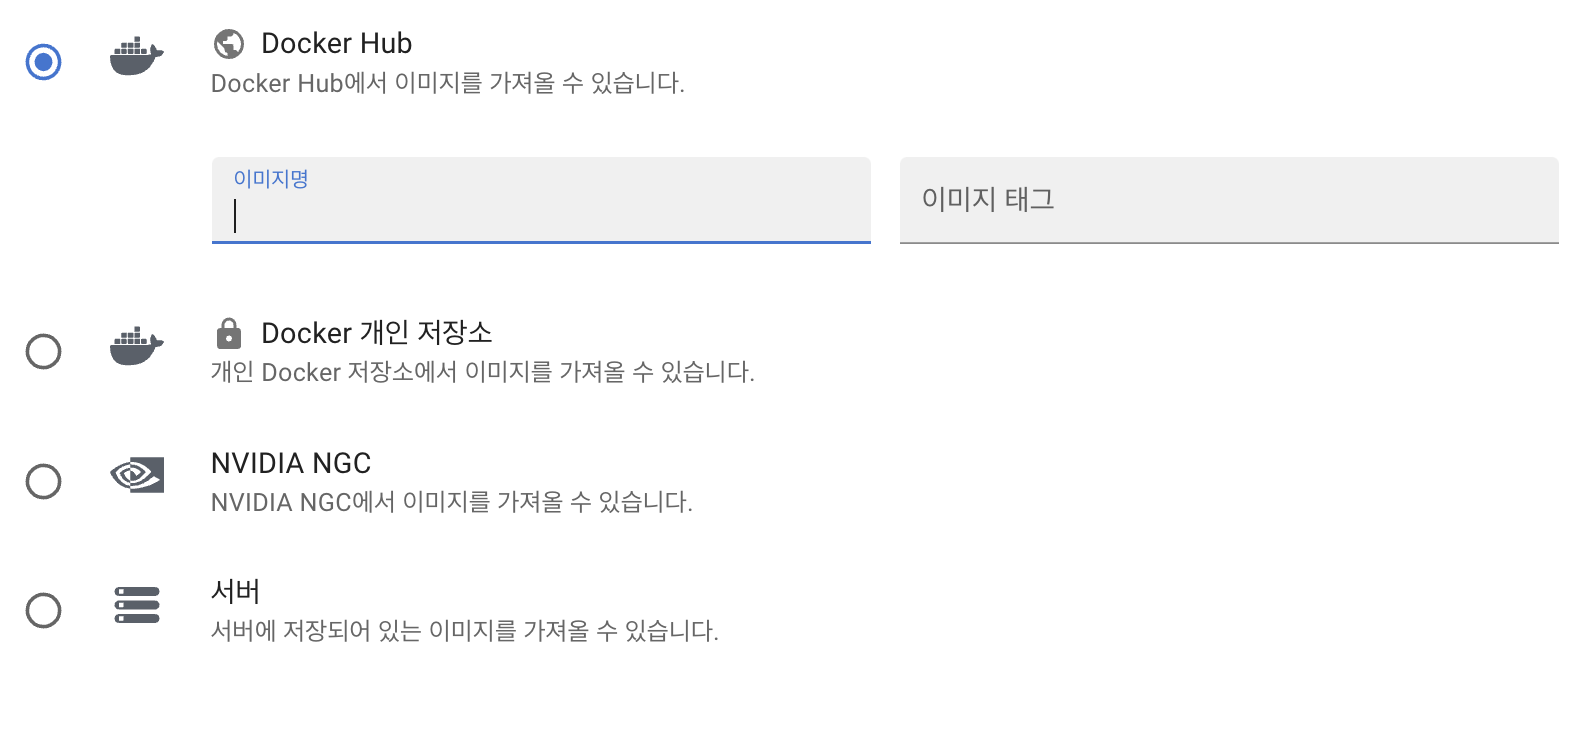 Docker Hub
Docker Hub에서 이미지를 가져올 수 있습니다.
이미지명
이미지 태그
Docker 개인 저장소
개인 Docker 저장소에서 이미지를 가져올 수 있습니다.
NVIDIA NGC
NVIDIA NGC에서 이미지를 가져올 수 있습니다.
서버
서버에 저장되어 있는 이미지를 가져올 수 있습니다.